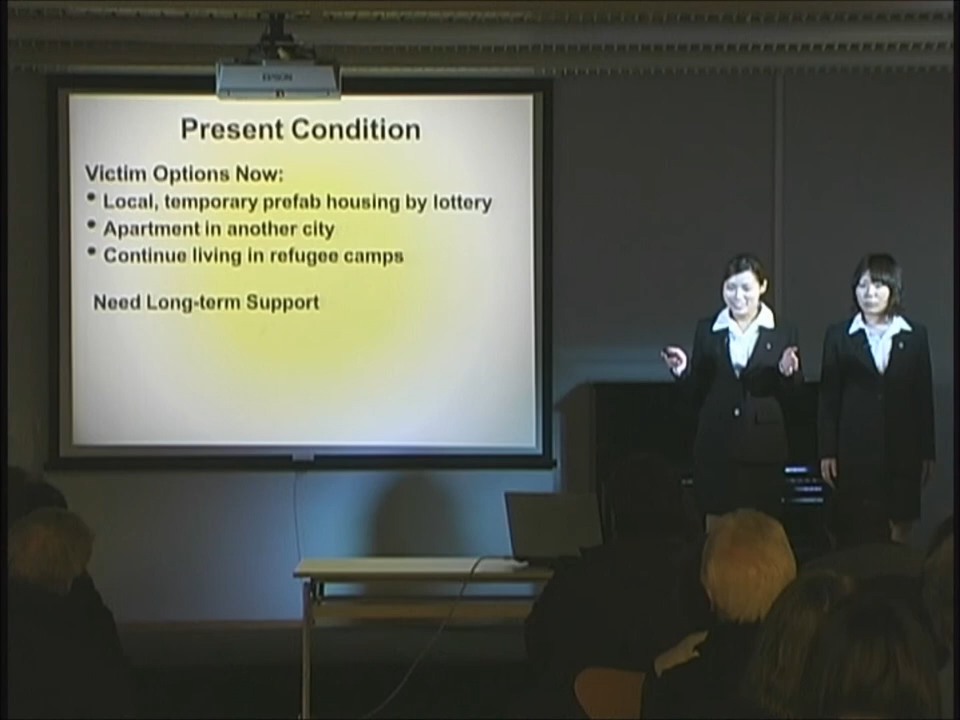 EPSON
Present Condition
Victim Options Now:
* Local, temporary prefab housing by lottery
* Apartment in another city
* Continue living in refugee camps
Need Long-term Support